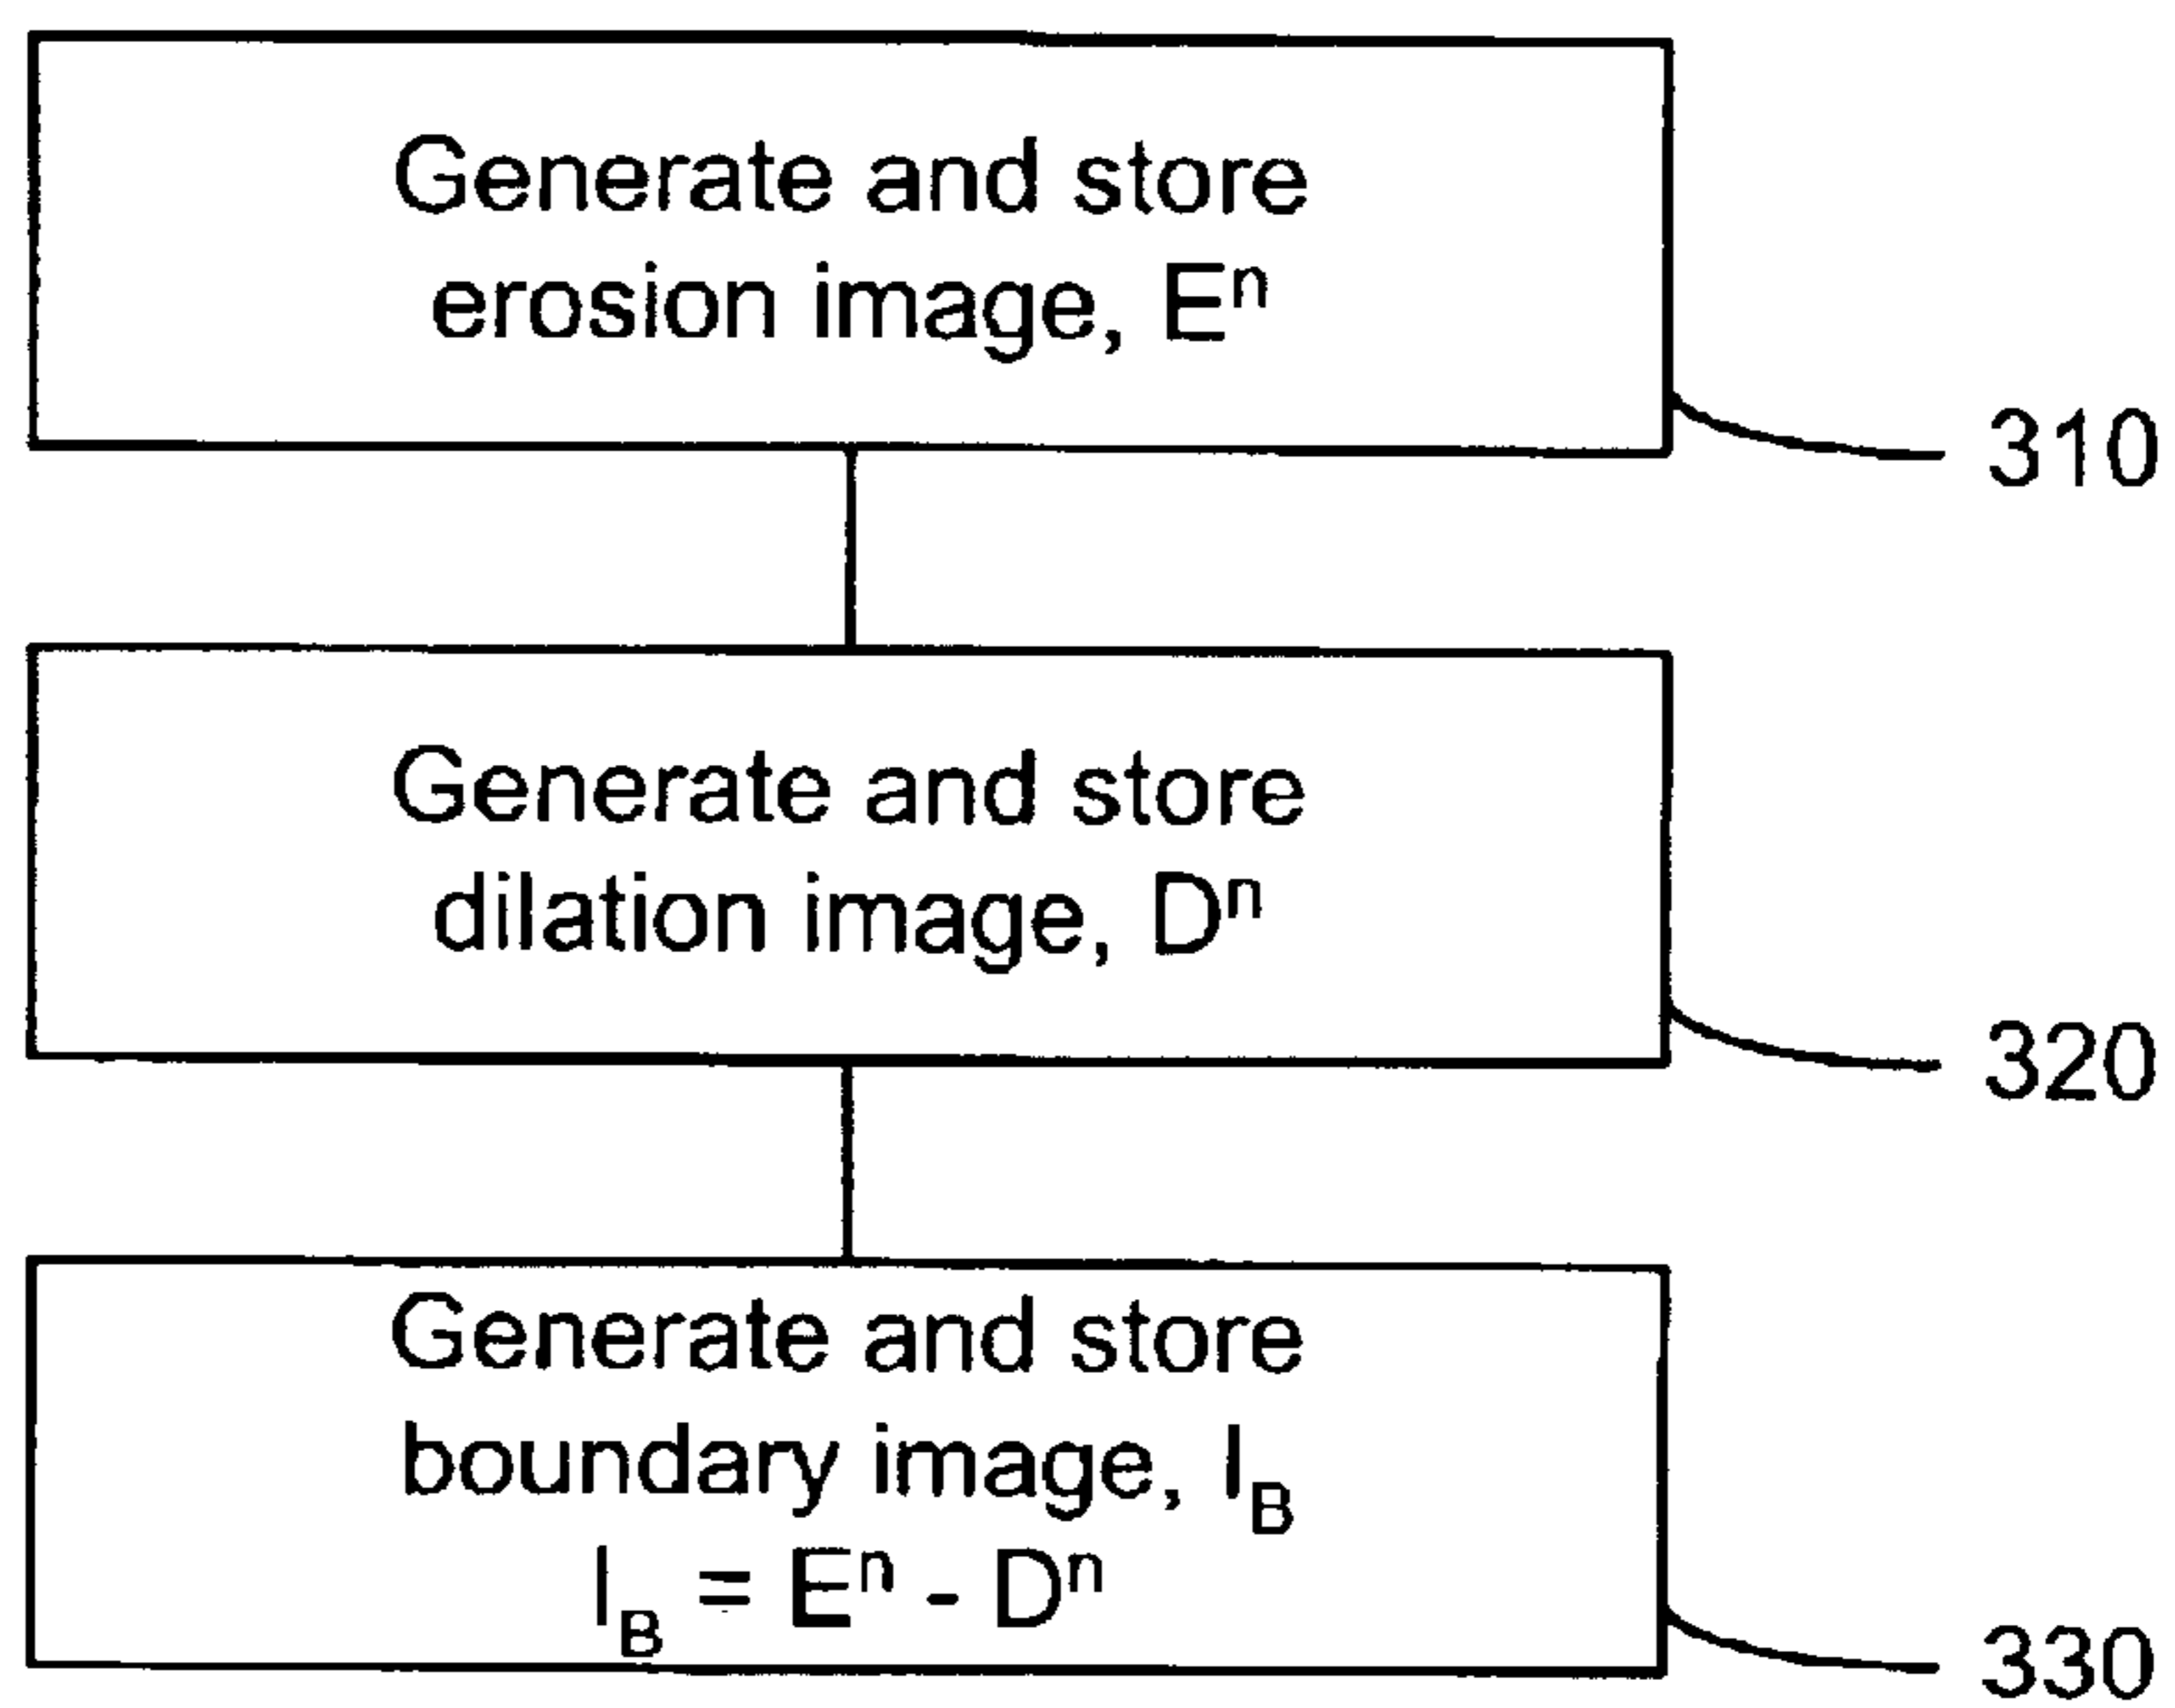 Generate and store
erosion image, Eⁿ
310
Generate and store
dilation image, Dⁿ
320
Generate and store
boundary image, I_B
I_B = Eⁿ - Dⁿ
330